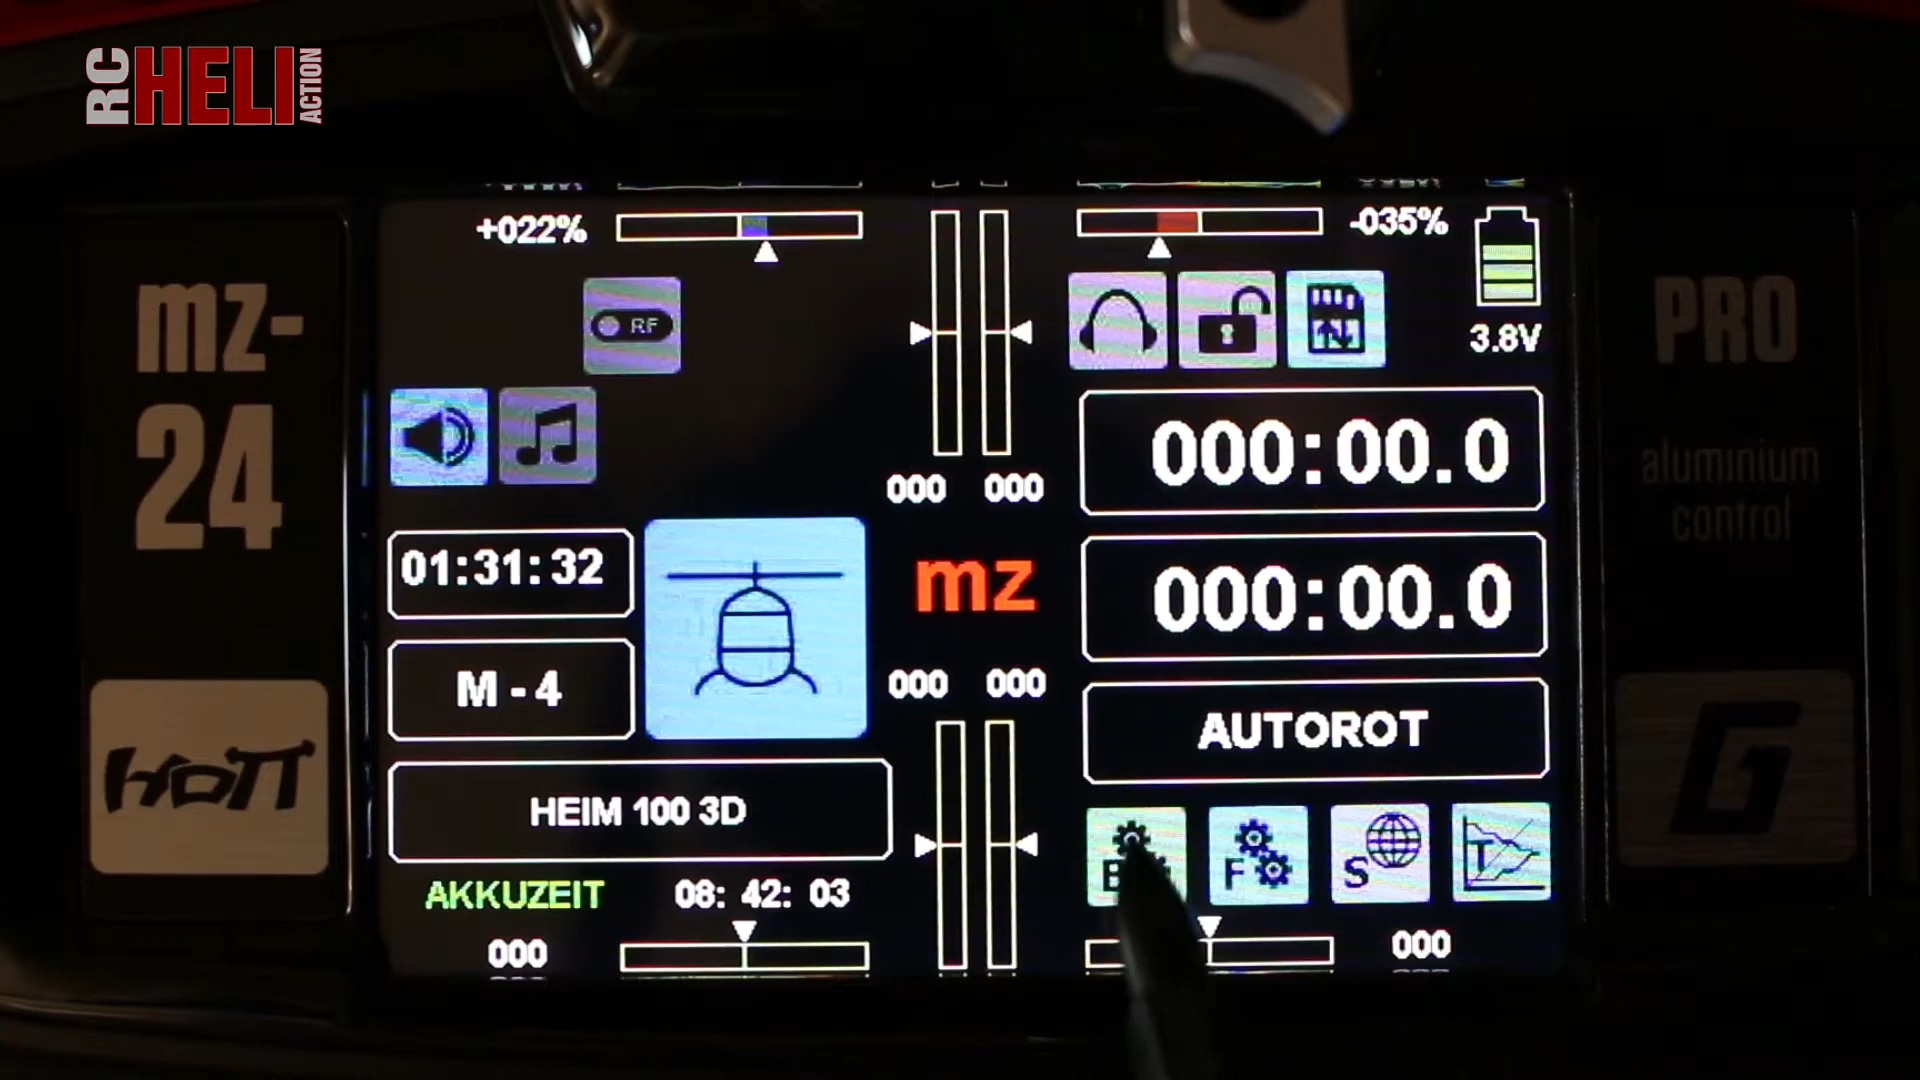 RC HELI ACTION
+022%
-035%
RF
3.8V
mz-
24
PRO
aluminium
control
000:00.0
000 000
01:31:32
mz
000:00.0
M - 4
000 000
AUTOROT
HoTT
G
HEIM 100 3D
B F S T
AKKUZEIT 08: 42: 03
000
000